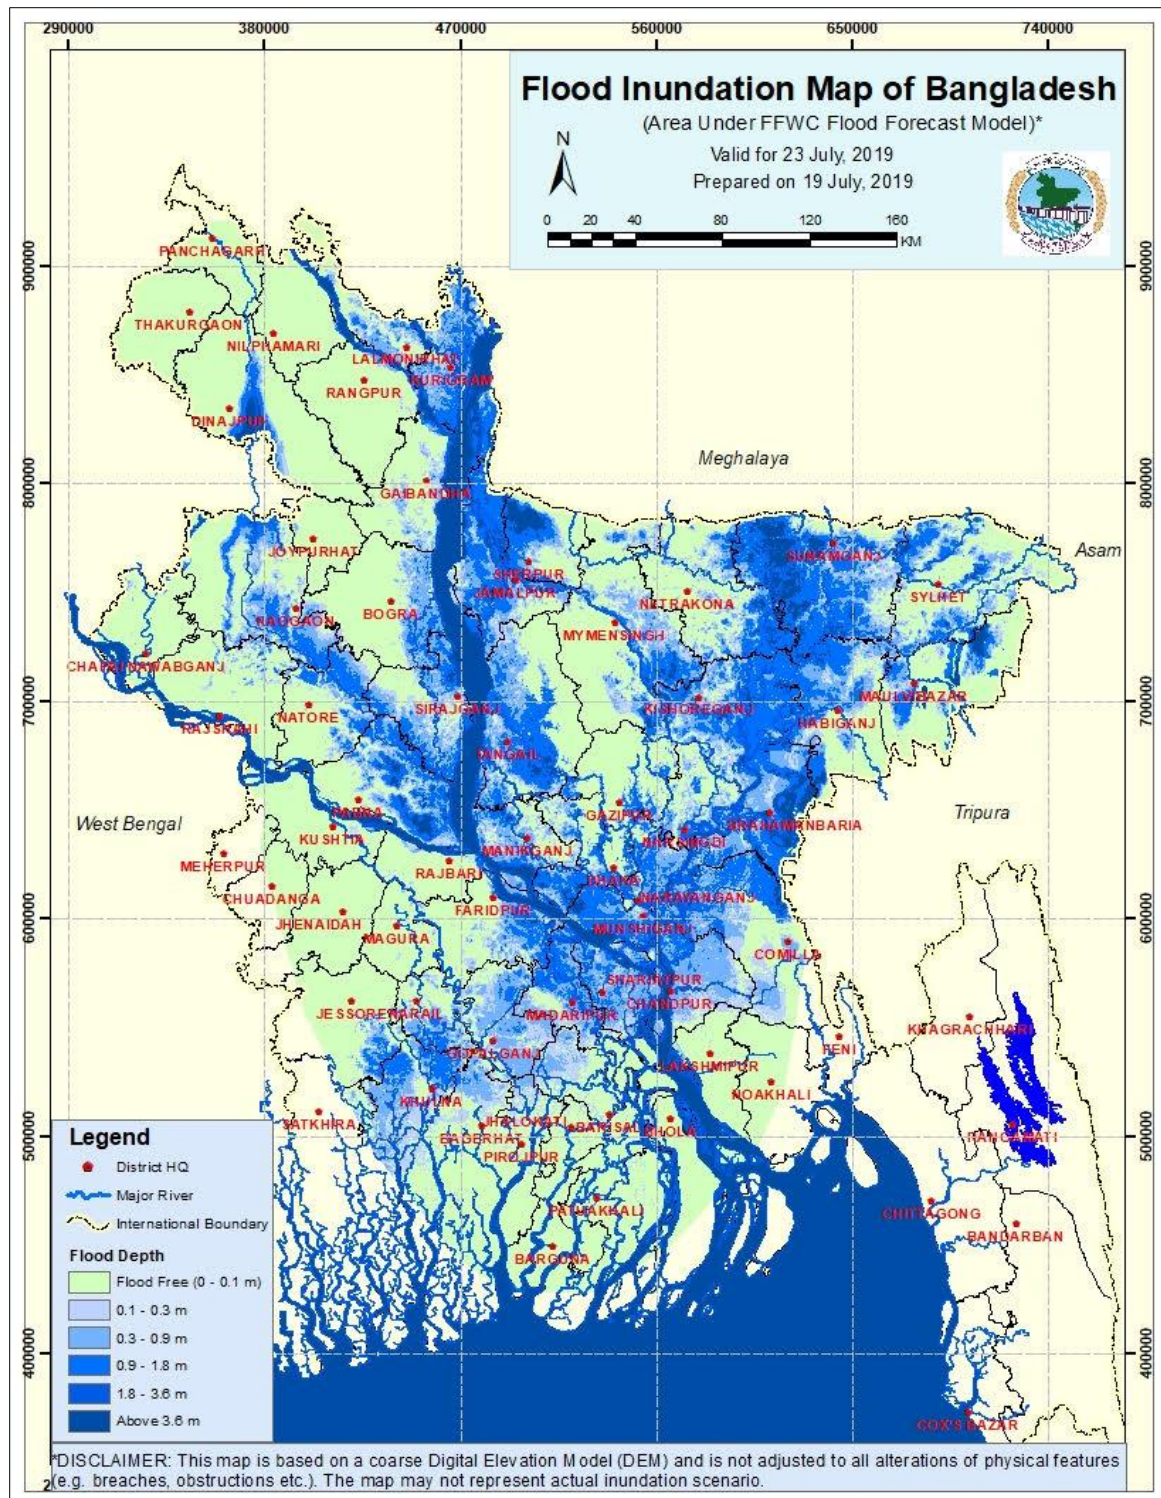 290000 380000 470000 560000 650000 740000
Flood Inundation Map of Bangladesh
(Area Under FFWC Flood Forecast Model)*
N
Valid for 23 July, 2019
Prepared on 19 July, 2019
0 20 40 80 120 160
KM
900000 900000
PANCHAGARH
THAKURGAON
NILPHAMARI
LALMONIRHAT
KURIGRAM
RANGPUR
DINAJPUR
Meghalaya
800000 800000
GAIBANDHA
JOYPURHAT
SUNAMGANJ
Asam
SHERPUR
JAMALPUR
SYLHET
NETRAKONA
BOGRA
NAOGAON
MYMENSINGH
CHAPAI NAWABGANJ
MAULVIBAZAR
700000 700000
SIRAJGANJ
KISHOREGANJ
NATORE
HABIGANJ
RAJSHAHI
TANGAIL
West Bengal
Tripura
PABNA
GAZIPUR
BRAHAMANBARIA
KUSHTIA
NARSINGDI
MANIKGANJ
MEHERPUR
RAJBARI
DHAKA
CHUADANGA
NARAYANGANJ
FARIDPUR
600000 600000
JHENAIDAH
MUNSHIGANJ
MAGURA
COMILLA
SHARIATPUR
CHANDPUR
JESSORE NARAIL
MADARIPUR
KHAGRACHHARI
FENI
GOPALGANJ
LAKSHMIPUR
NOAKHALI
KHULNA
SATKHIRA
JHALOKATI
BARISAL
BHOLA
500000 500000
BAGERHAT
RANGAMATI
PIROJPUR
PATUAKHALI
CHITTAGONG
BANDARBAN
BARGUNA
400000 400000
COX'S BAZAR
Legend
District HQ
Major River
International Boundary
Flood Depth
Flood Free (0 - 0.1 m)
0.1 - 0.3 m
0.3 - 0.9 m
0.9 - 1.8 m
1.8 - 3.6 m
Above 3.6 m
*DISCLAIMER: This map is based on a coarse Digital Elevation Model (DEM) and is not adjusted to all alterations of physical features
(e.g. breaches, obstructions etc.). The map may not represent actual inundation scenario.